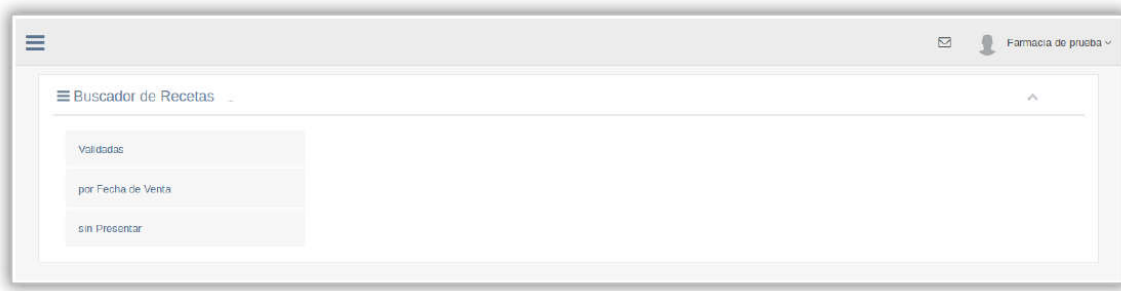 Farmacia de prueba
Buscador de Recetas
Validadas
por Fecha de Venta
sin Presentar